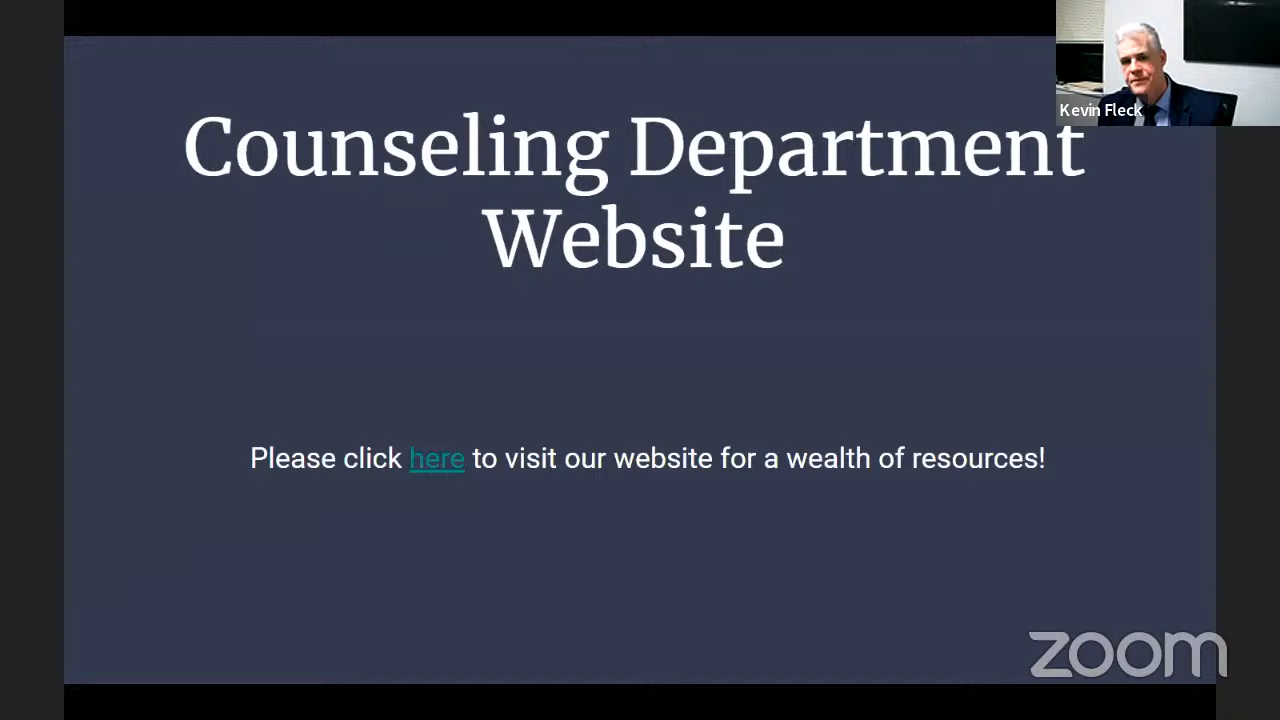 Kevin Fleck
Counseling Department
Website
Please click here to visit our website for a wealth of resources!
zoom